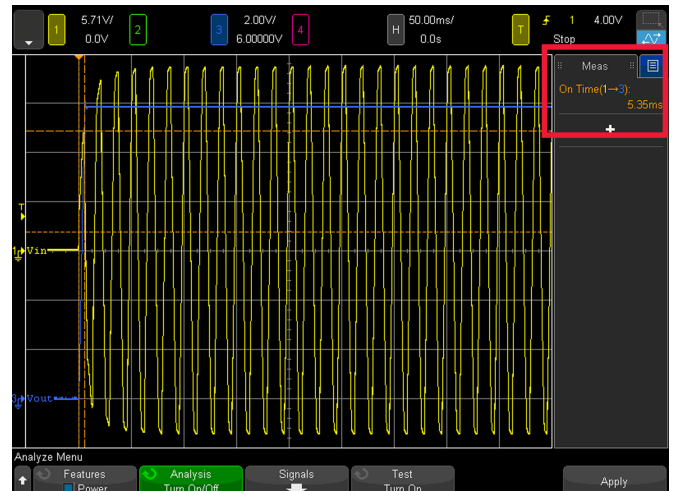 1 5.71V/ 2 3 2.00V/ 4 H 50.00ms/ T 1 4.00V
0.0V 6.00000V 0.0s Stop
Meas
On Time(1→3):
5.35ms
T
1 Vin
3 Vout
Analyze Menu
Features Analysis Signals Test
Power Turn On/Off Turn On Apply